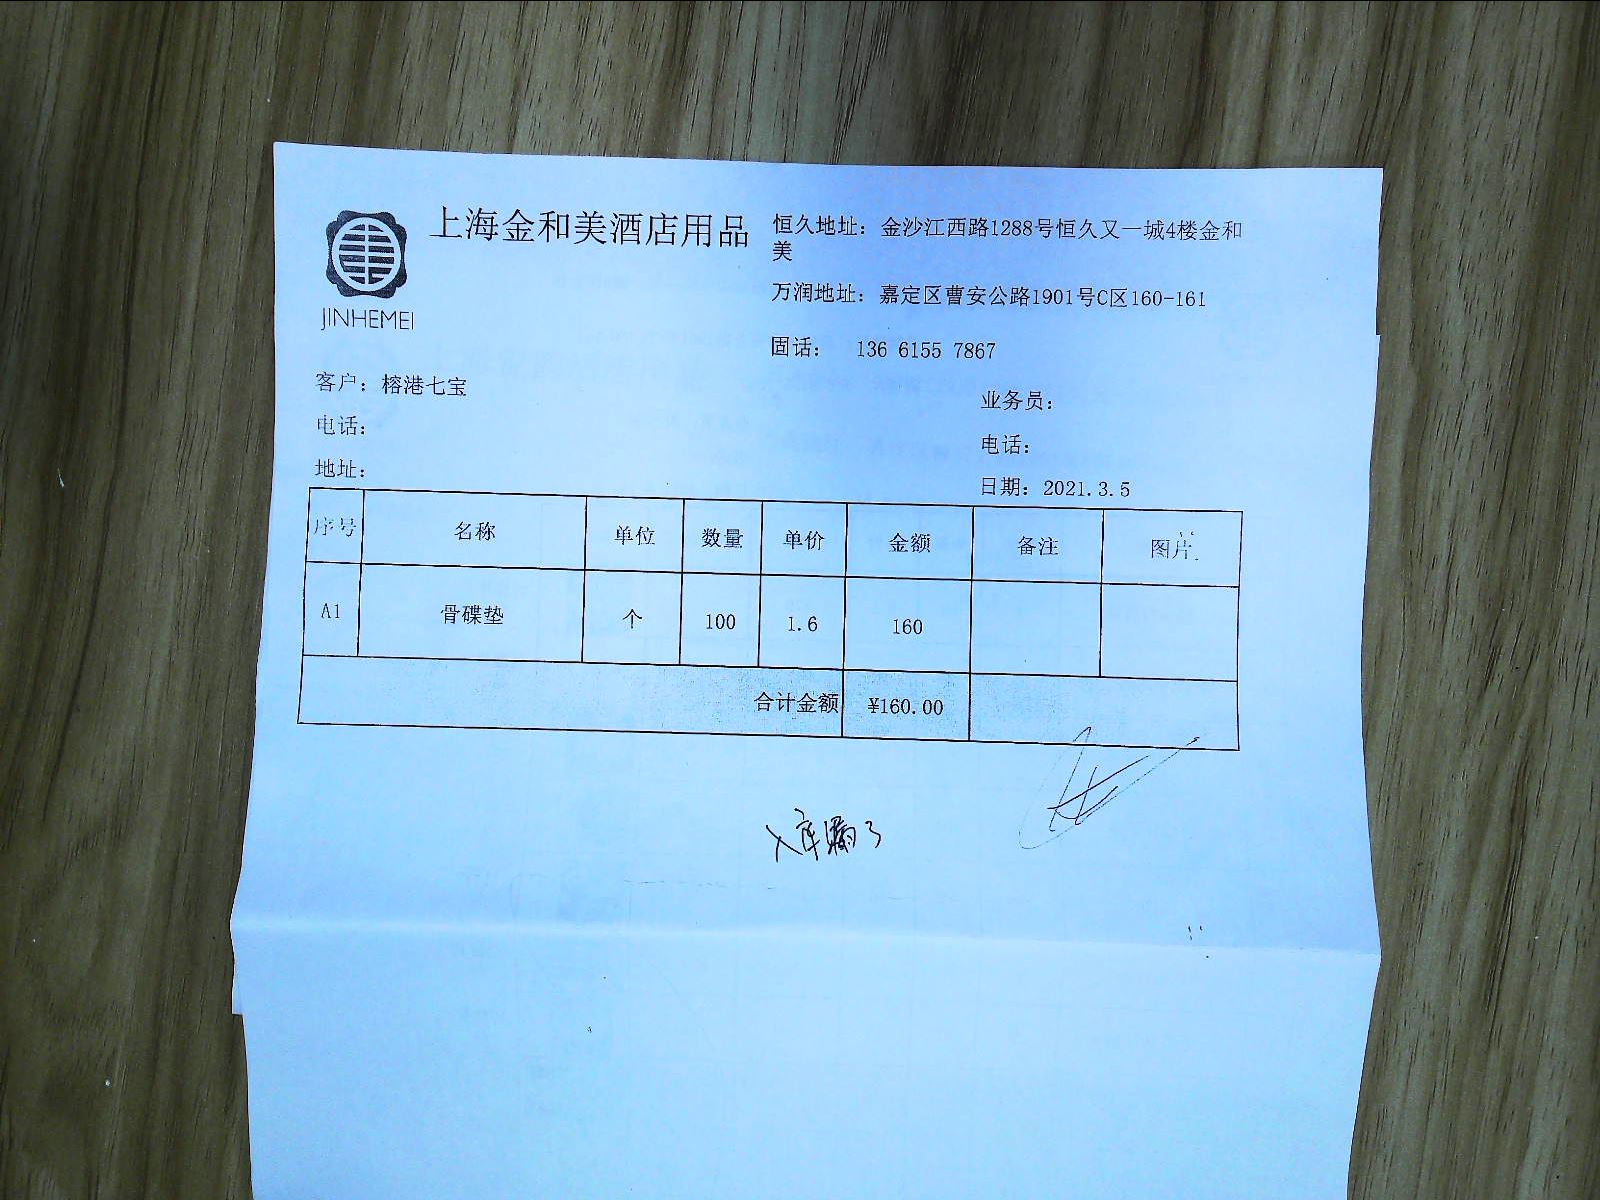 上海金和美酒店用品
JINHEMEI
恒久地址：金沙江西路1288号恒久又一城4楼金和
美
万润地址：嘉定区曹安公路1901号C区160-161
固话： 136 6155 7867
客户：榕港七宝
电话：
地址：
业务员：
电话：
日期：2021.3.5
序号 名称 单位 数量 单价 金额 备注 图片
A1 骨碟垫 个 100 1.6 160
合计金额 ¥160.00
入库漏了